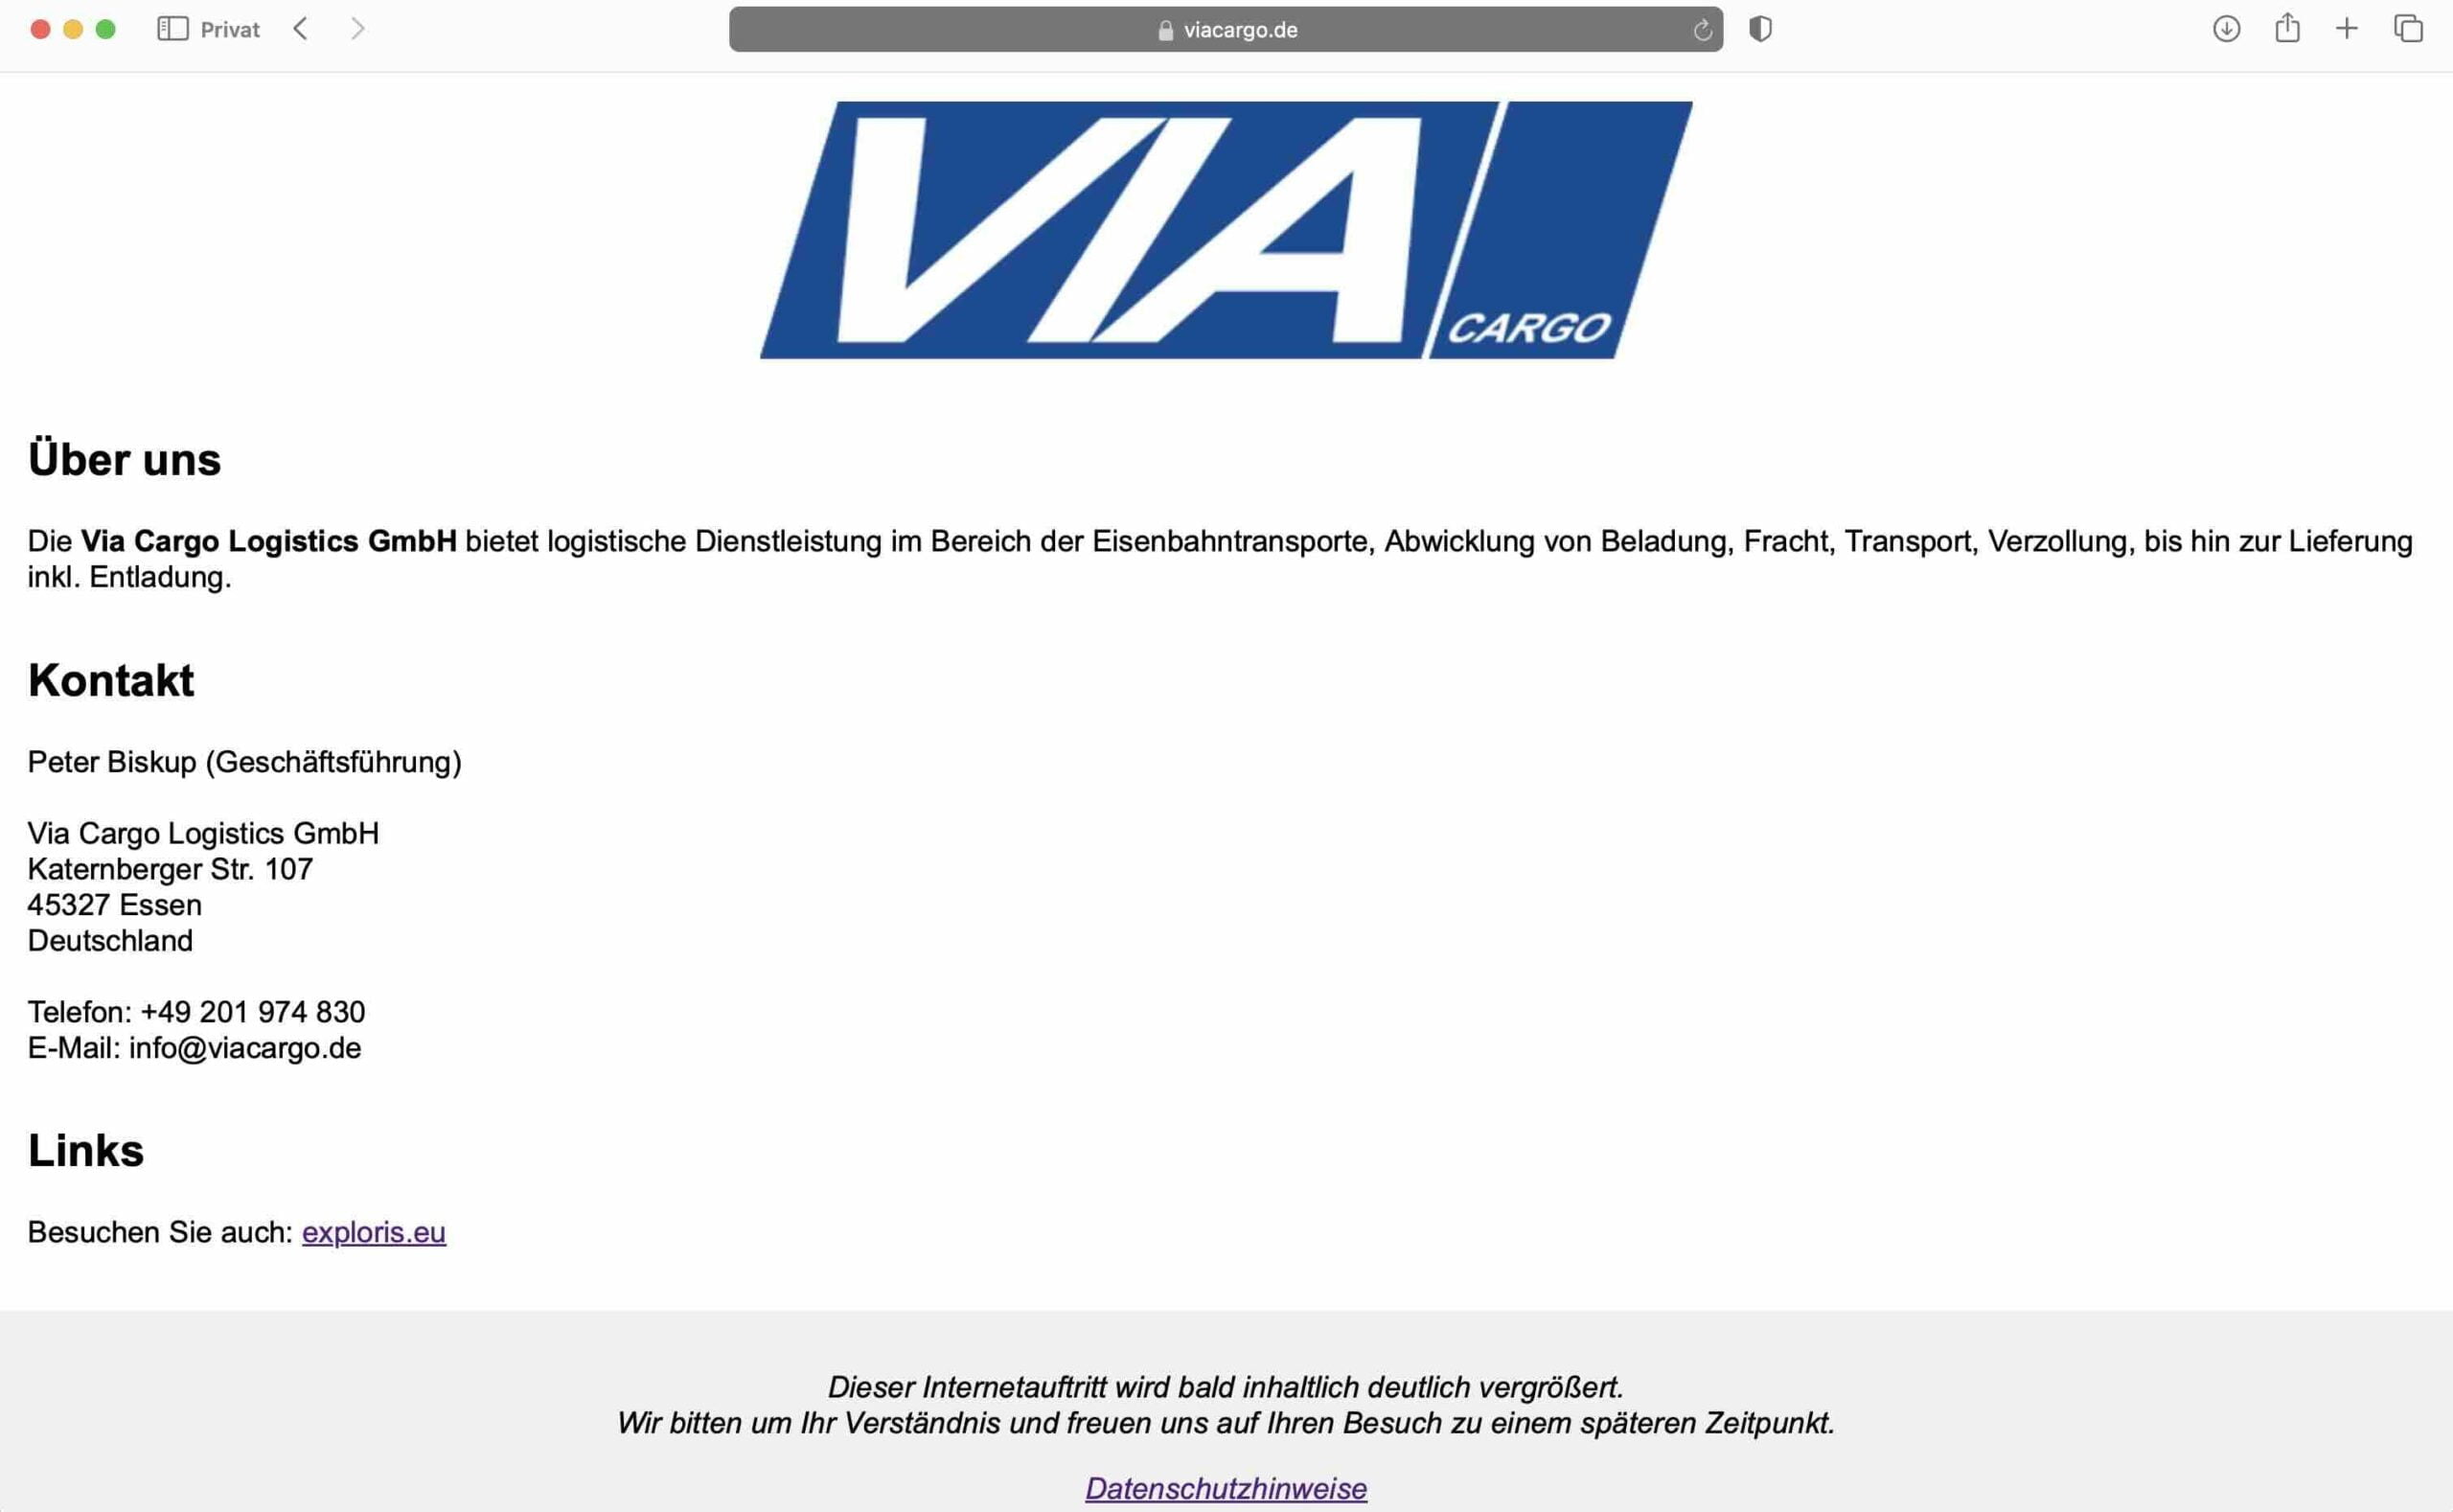 Privat
viacargo.de
VIA CARGO
Über uns
Die Via Cargo Logistics GmbH bietet logistische Dienstleistung im Bereich der Eisenbahntransporte, Abwicklung von Beladung, Fracht, Transport, Verzollung, bis hin zur Lieferung
inkl. Entladung.
Kontakt
Peter Biskup (Geschäftsführung)
Via Cargo Logistics GmbH
Katernberger Str. 107
45327 Essen
Deutschland
Telefon: +49 201 974 830
E-Mail: info@viacargo.de
Links
Besuchen Sie auch: exploris.eu
Dieser Internetauftritt wird bald inhaltlich deutlich vergrößert.
Wir bitten um Ihr Verständnis und freuen uns auf Ihren Besuch zu einem späteren Zeitpunkt.
Datenschutzhinweise